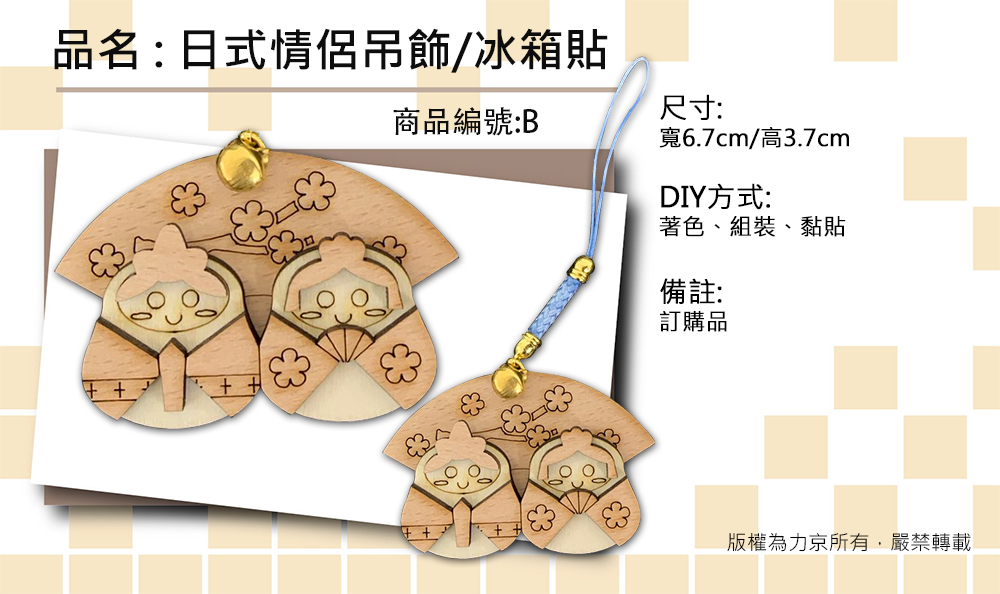 品名 : 日式情侶吊飾/冰箱貼
商品編號:B
尺寸:
寬6.7cm/高3.7cm
DIY方式:
著色、組裝、黏貼
備註:
訂購品
版權為力京所有，嚴禁轉載